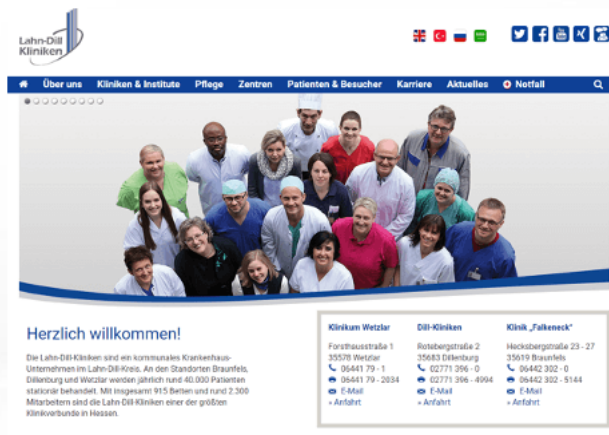 Lahn-Dill
Kliniken
Über uns Kliniken & Institute Pflege Zentren Patienten & Besucher Karriere Aktuelles Notfall
Herzlich willkommen!
Die Lahn-Dill-Kliniken sind ein kommunales Krankenhaus-
Unternehmen im Lahn-Dill-Kreis. An den Standorten Braunfels,
Dillenburg und Wetzlar werden jährlich rund 40.000 Patienten
stationär behandelt. Mit insgesamt 915 Betten und rund 2.300
Mitarbeitern sind die Lahn-Dill-Kliniken einer der größten
Klinikverbunde in Hessen.
Klinikum Wetzlar
Forsthausstraße 1
35578 Wetzlar
06441 79 - 1
06441 79 - 2034
E-Mail
» Anfahrt
Dill-Kliniken
Rotebergstraße 2
35683 Dillenburg
02771 396 - 0
02771 396 - 4994
E-Mail
» Anfahrt
Klinik „Falkeneck"
Hecksbergstraße 23 - 27
35619 Braunfels
06442 302 - 0
06442 302 - 5144
E-Mail
» Anfahrt